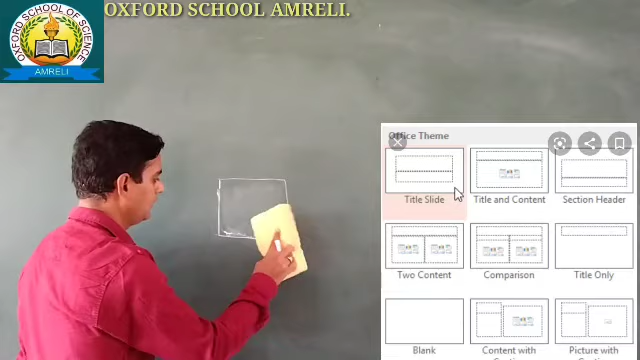 OXFORD SCHOOL AMRELI.
OXFORD SCHOOL OF SCIENCE
AMRELI
Office Theme
Title Slide
Title and Content
Section Header
Two Content
Comparison
Title Only
Blank
Content with
Picture with